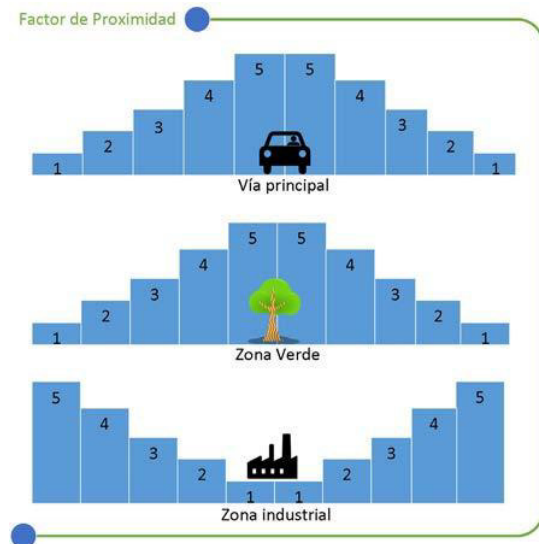 Factor de Proximidad
1 2 3 4 5 5 4 3 2 1
Vía principal
1 2 3 4 5 5 4 3 2 1
Zona Verde
5 4 3 2 1 1 2 3 4 5
Zona industrial